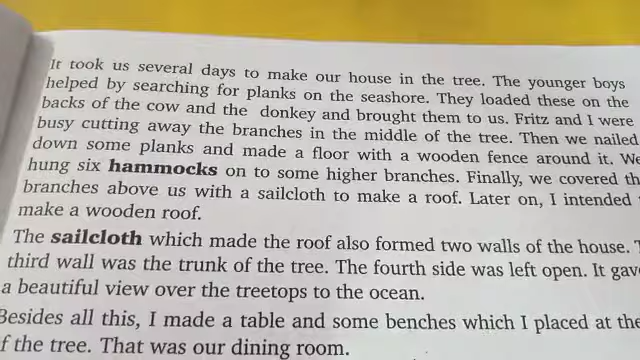 It took us several days to make our house in the tree. The younger boys
helped by searching for planks on the seashore. They loaded these on the
backs of the cow and the donkey and brought them to us. Fritz and I were
busy cutting away the branches in the middle of the tree. Then we nailed
down some planks and made a floor with a wooden fence around it. We
hung six hammocks on to some higher branches. Finally, we covered th
branches above us with a sailcloth to make a roof. Later on, I intended
make a wooden roof.
The sailcloth which made the roof also formed two walls of the house.
third wall was the trunk of the tree. The fourth side was left open. It gav
a beautiful view over the treetops to the ocean.
Besides all this, I made a table and some benches which I placed at the
f the tree. That was our dining room.